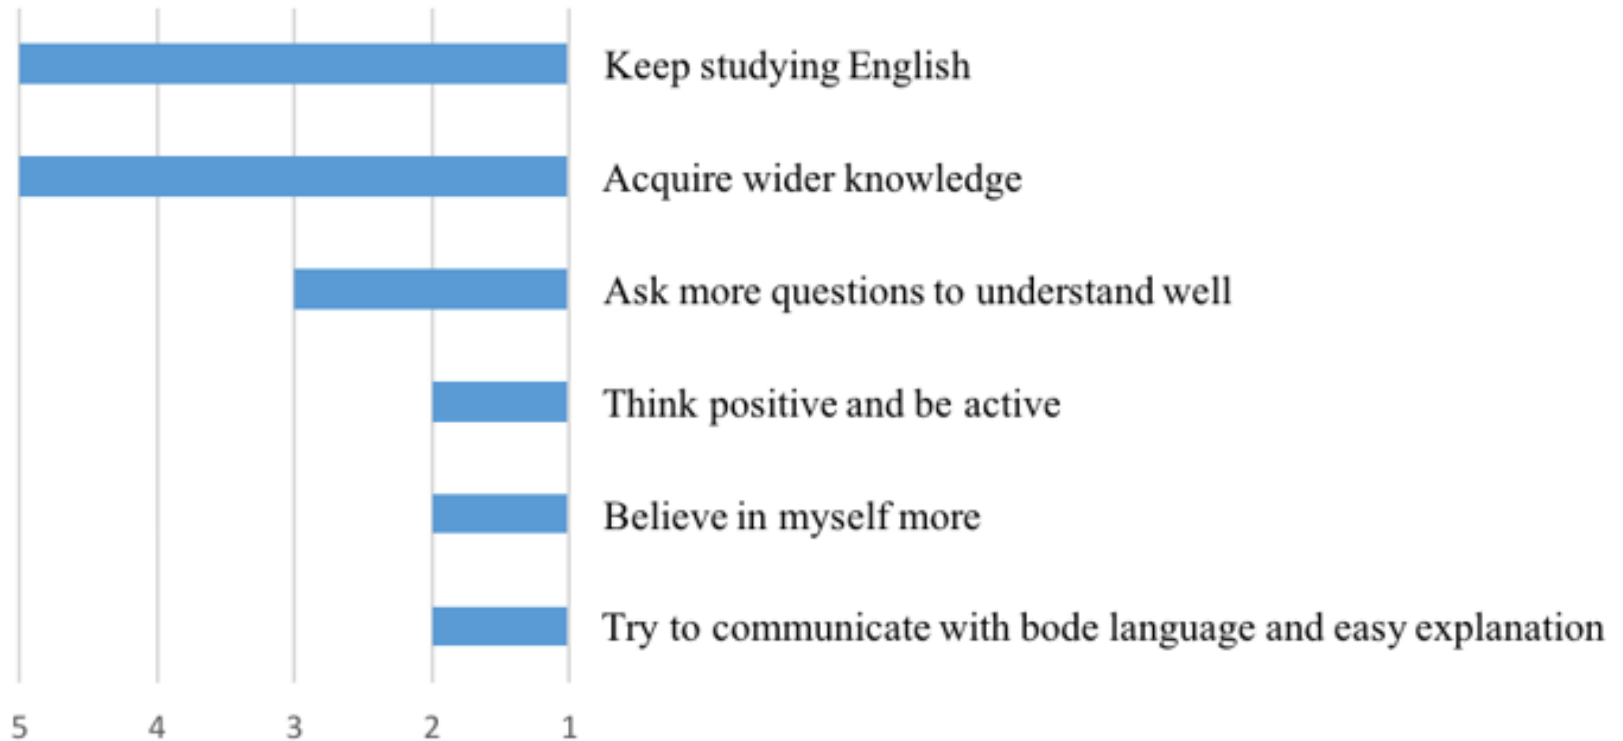 Keep studying English
Acquire wider knowledge
Ask more questions to understand well
Think positive and be active
Believe in myself more
Try to communicate with bode language and easy explanation
5 4 3 2 1